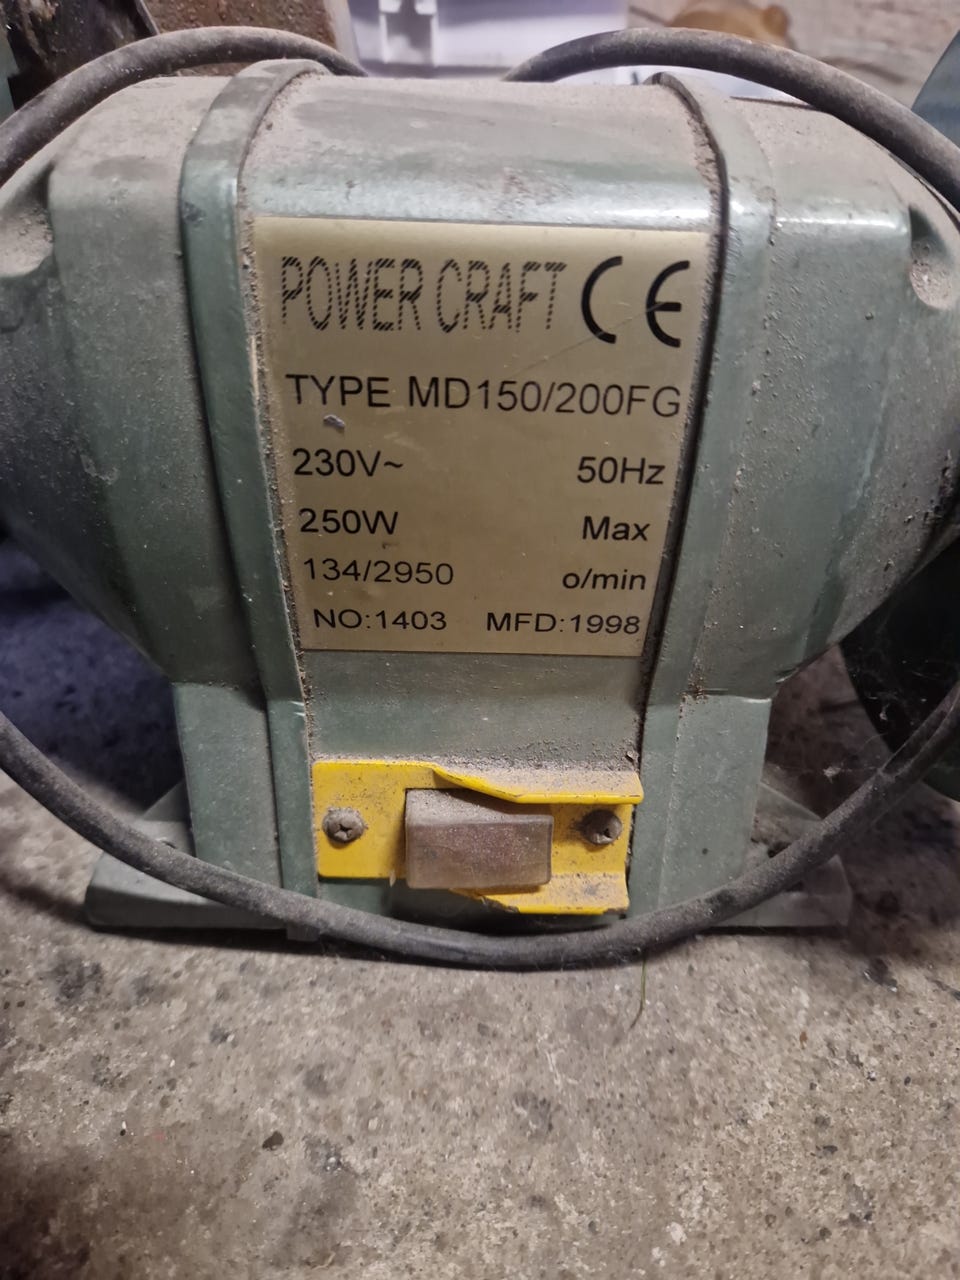 POWER CRAFT CE
TYPE MD150/200FG
230V~ 50Hz
250W Max
134/2950 o/min
NO:1403 MFD:1998